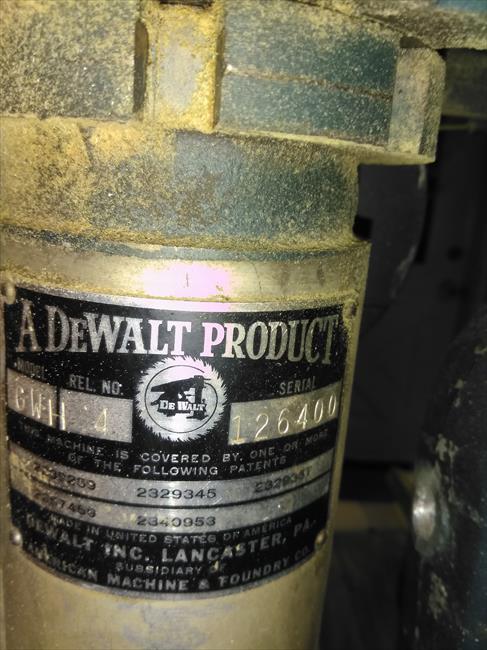 A DEWALT PRODUCT
MODEL REL. NO. SERIAL
GWH 4 126400
DE WALT
THE MACHINE IS COVERED BY ONE OR MORE
OF THE FOLLOWING PATENTS
2329345
2340953
MADE IN UNITED STATES OF AMERICA
DEWALT INC. LANCASTER, PA.
SUBSIDIARY OF
AMERICAN MACHINE & FOUNDRY CO.